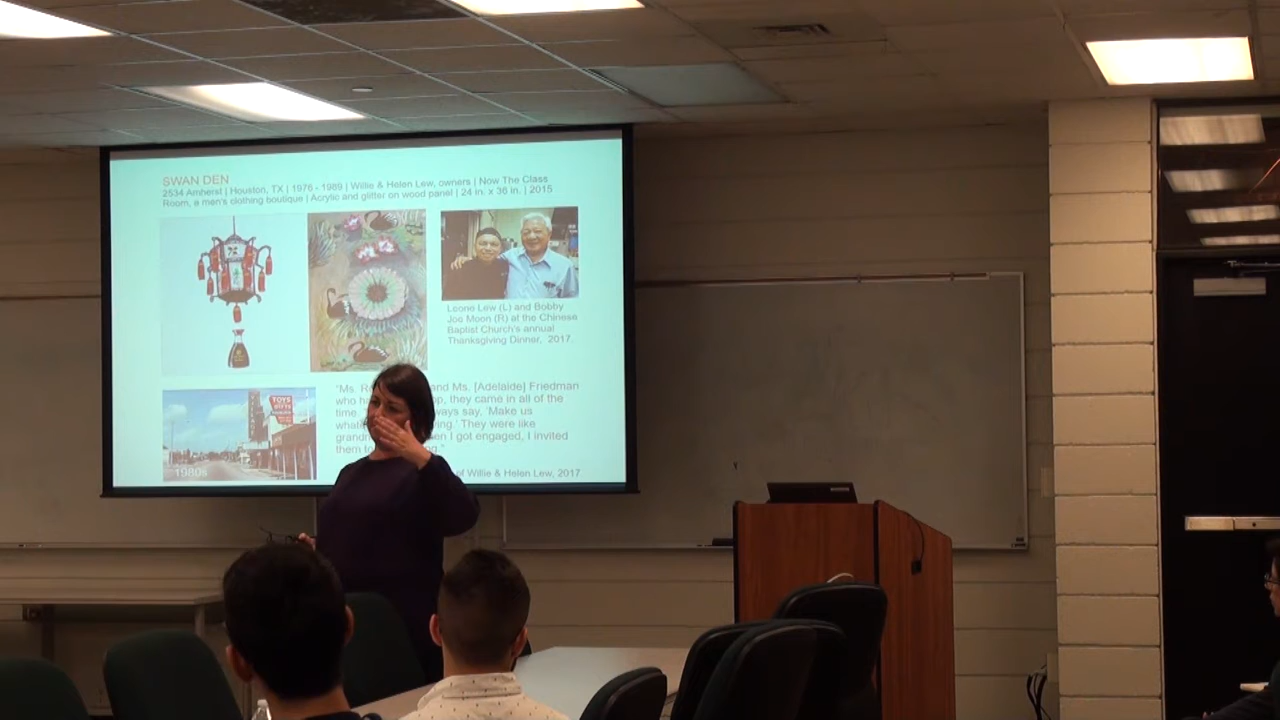 SWAN DEN
2534 Amherst | Houston, TX | 1976 - 1989 | Willie & Helen Lew, owners | Now The Class
Room, a men's clothing boutique | Acrylic and glitter on wood panel | 24 in. x 36 in. | 2015
Leone Lew (L) and Bobby
Joe Moon (R) at the Chinese
Baptist Church's annual
Thanksgiving Dinner, 2017.
TOYS
1980s
"Ms. and Ms. [Adelaide] Friedman
who they came in all of the
time. say, 'Make us
They were like
I got engaged, I invited
them
of Willie & Helen Lew, 2017